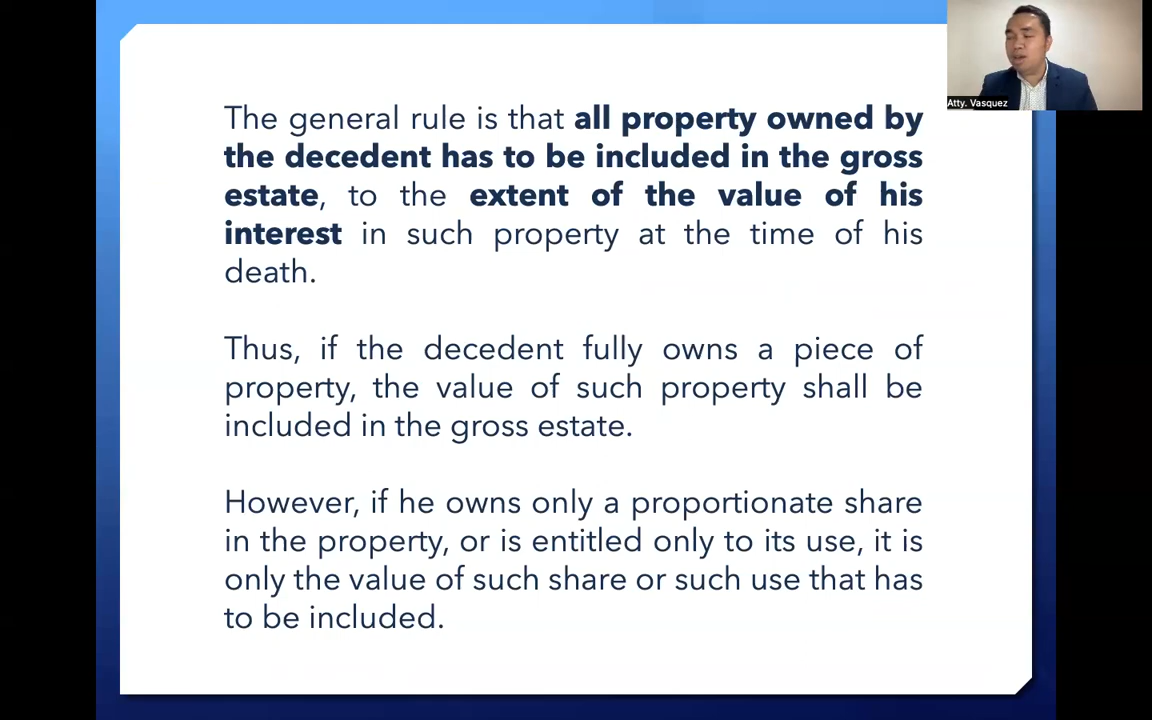 Atty. Vasquez
The general rule is that all property owned by
the decedent has to be included in the gross
estate, to the extent of the value of his
interest in such property at the time of his
death.
Thus, if the decedent fully owns a piece of
property, the value of such property shall be
included in the gross estate.
However, if he owns only a proportionate share
in the property, or is entitled only to its use, it is
only the value of such share or such use that has
to be included.